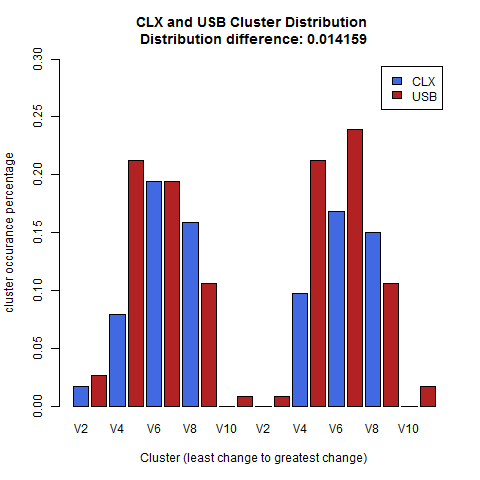 CLX and USB Cluster Distribution
Distribution difference: 0.014159
CLX
USB
cluster occurance percentage
0.30
0.25
0.20
0.15
0.10
0.05
0.00
V2 V4 V6 V8 V10 V2 V4 V6 V8 V10
Cluster (least change to greatest change)